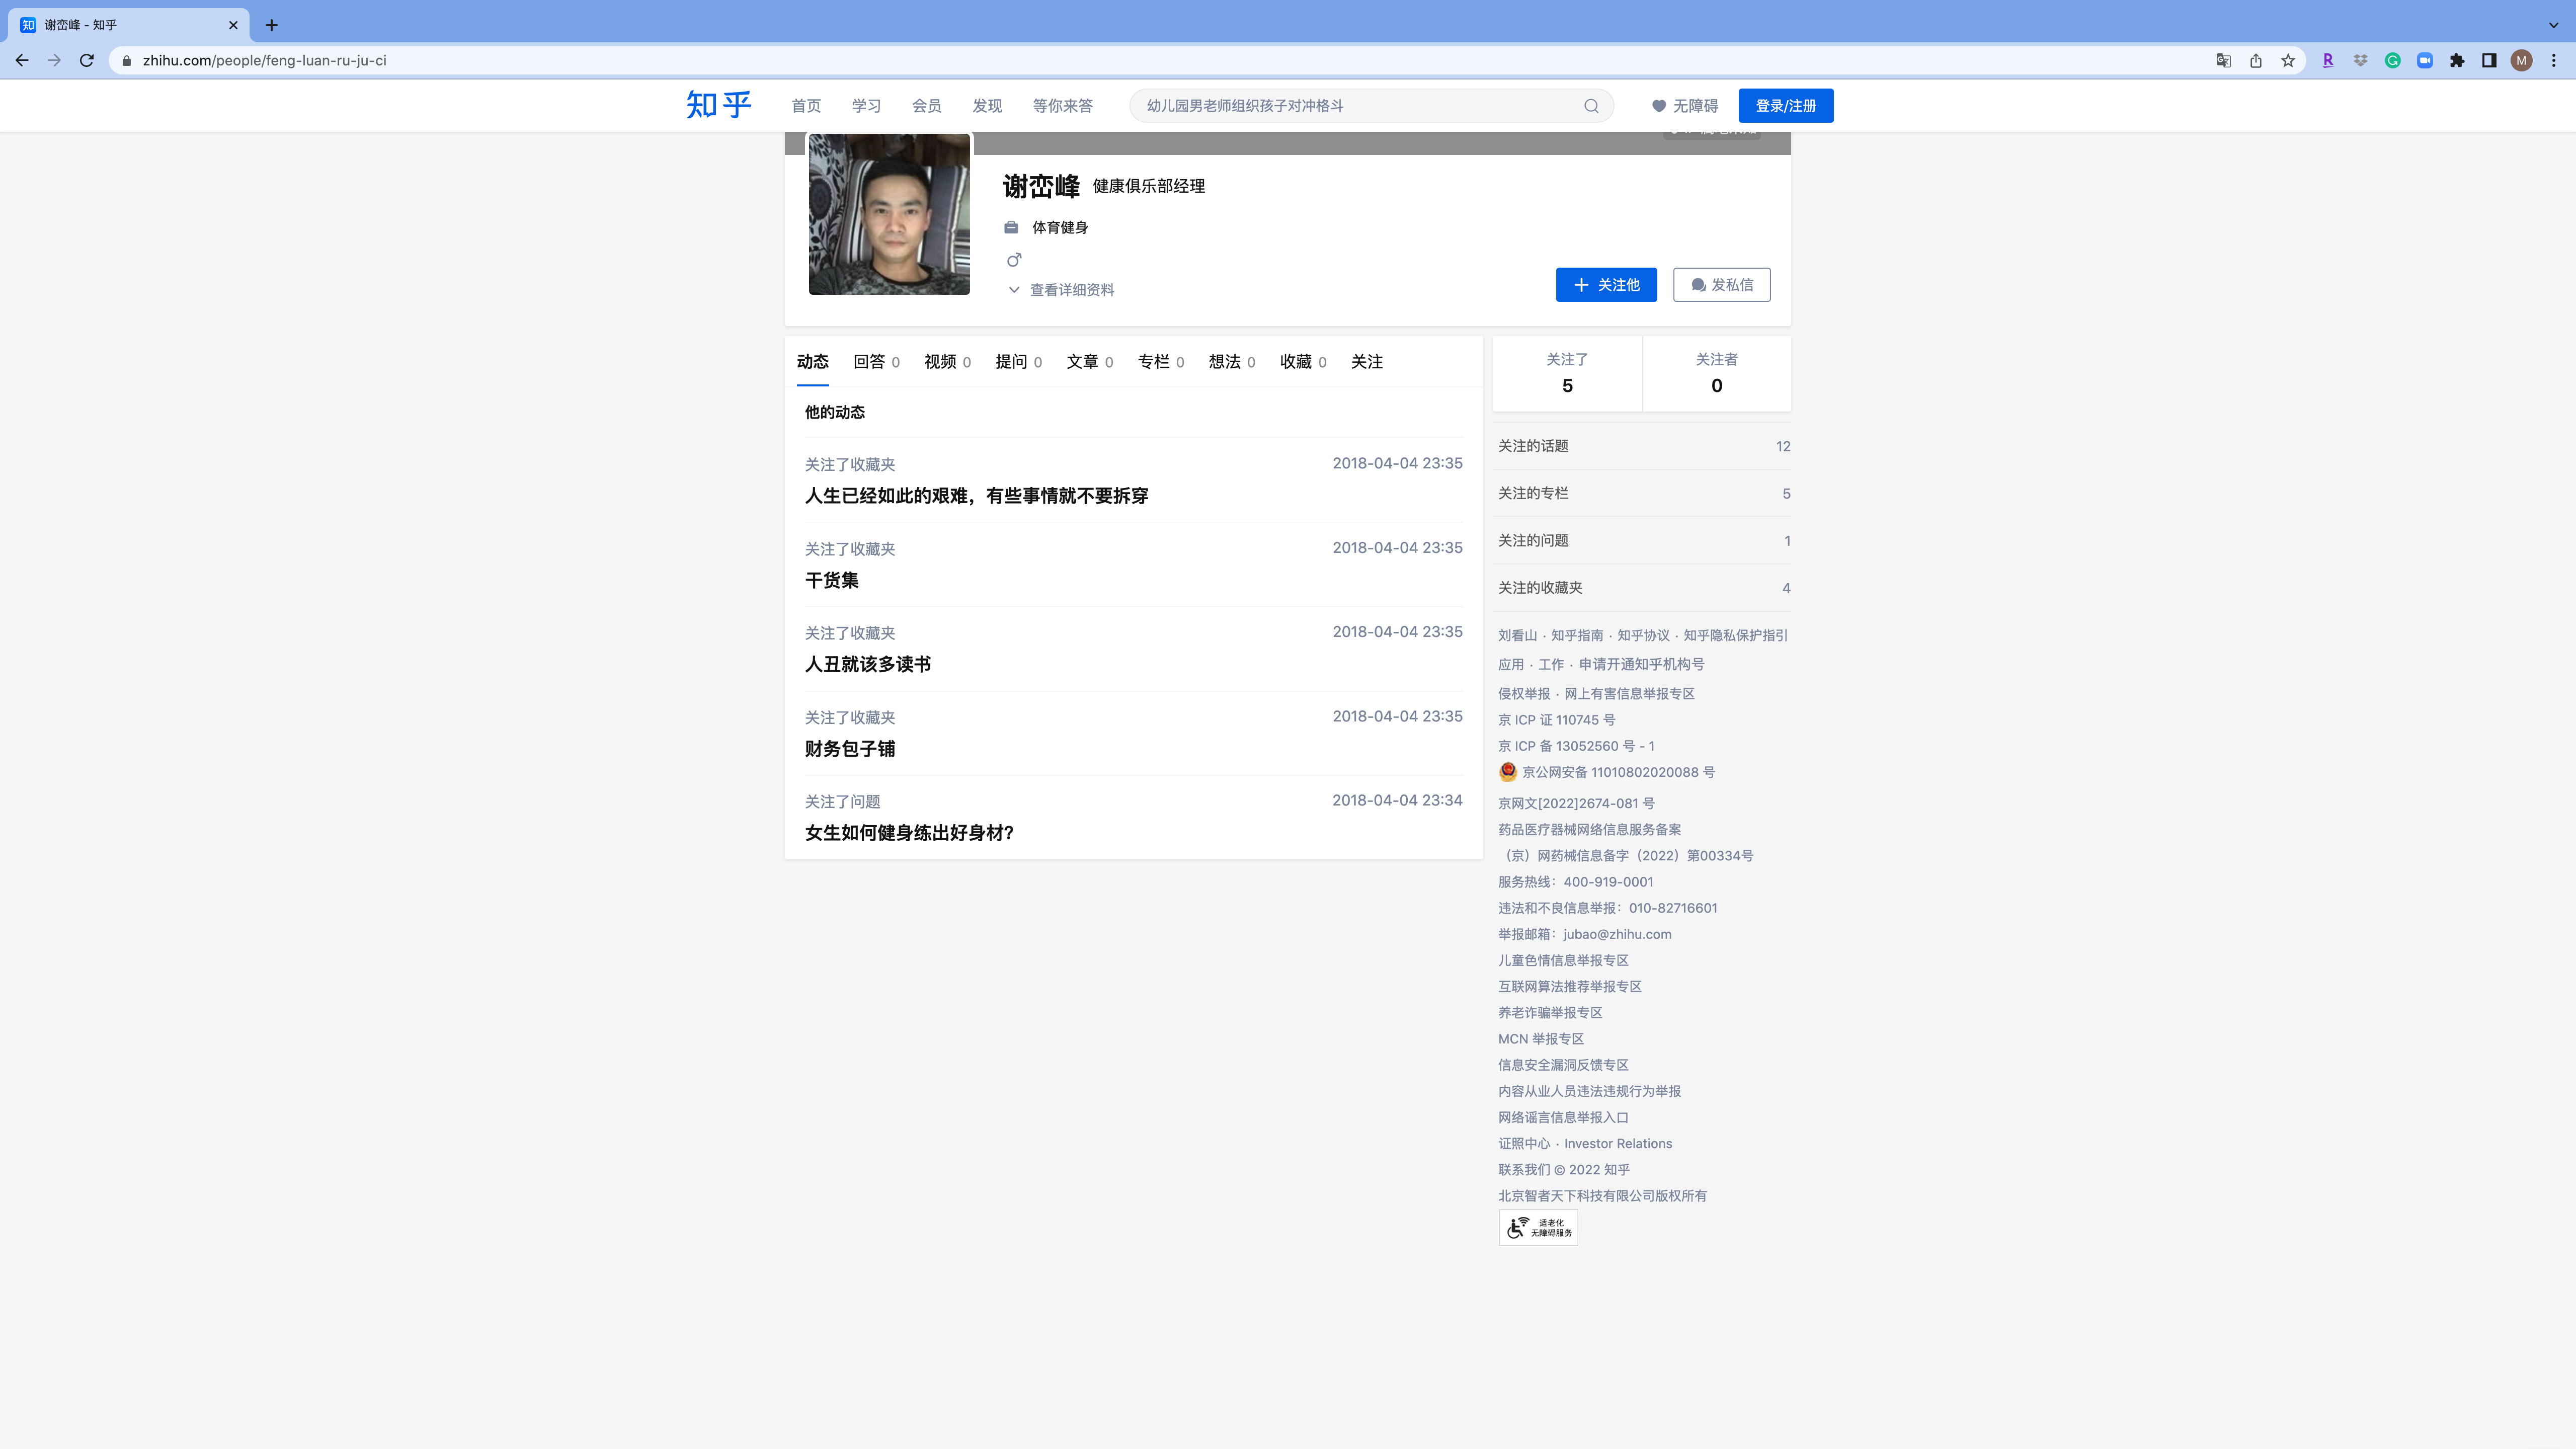 谢峦峰 - 知乎
zhihu.com/people/feng-luan-ru-ju-ci
M
知乎
首页 学习 会员 发现 等你来答
幼儿园男老师组织孩子对冲格斗
无障碍
登录/注册
谢峦峰 健康俱乐部经理
体育健身
查看详细资料
关注他
发私信
动态 回答 0 视频 0 提问 0 文章 0 专栏 0 想法 0 收藏 0 关注
他的动态
关注了收藏夹 2018-04-04 23:35
人生已经如此的艰难，有些事情就不要拆穿
关注了收藏夹 2018-04-04 23:35
干货集
关注了收藏夹 2018-04-04 23:35
人丑就该多读书
关注了收藏夹 2018-04-04 23:35
财务包子铺
关注了问题 2018-04-04 23:34
女生如何健身练出好身材？
关注了 关注者
5 0
关注的话题 12
关注的专栏 5
关注的问题 1
关注的收藏夹 4
刘看山 · 知乎指南 · 知乎协议 · 知乎隐私保护指引
应用 · 工作 · 申请开通知乎机构号
侵权举报 · 网上有害信息举报专区
京 ICP 证 110745 号
京 ICP 备 13052560 号 - 1
京公网安备 11010802020088 号
京网文[2022]2674-081 号
药品医疗器械网络信息服务备案
（京）网药械信息备字（2022）第00334号
服务热线：400-919-0001
违法和不良信息举报：010-82716601
举报邮箱：jubao@zhihu.com
儿童色情信息举报专区
互联网算法推荐举报专区
养老诈骗举报专区
MCN 举报专区
信息安全漏洞反馈专区
内容从业人员违法违规行为举报
网络谣言信息举报入口
证照中心 · Investor Relations
联系我们 © 2022 知乎
北京智者天下科技有限公司版权所有
适老化
无障碍服务